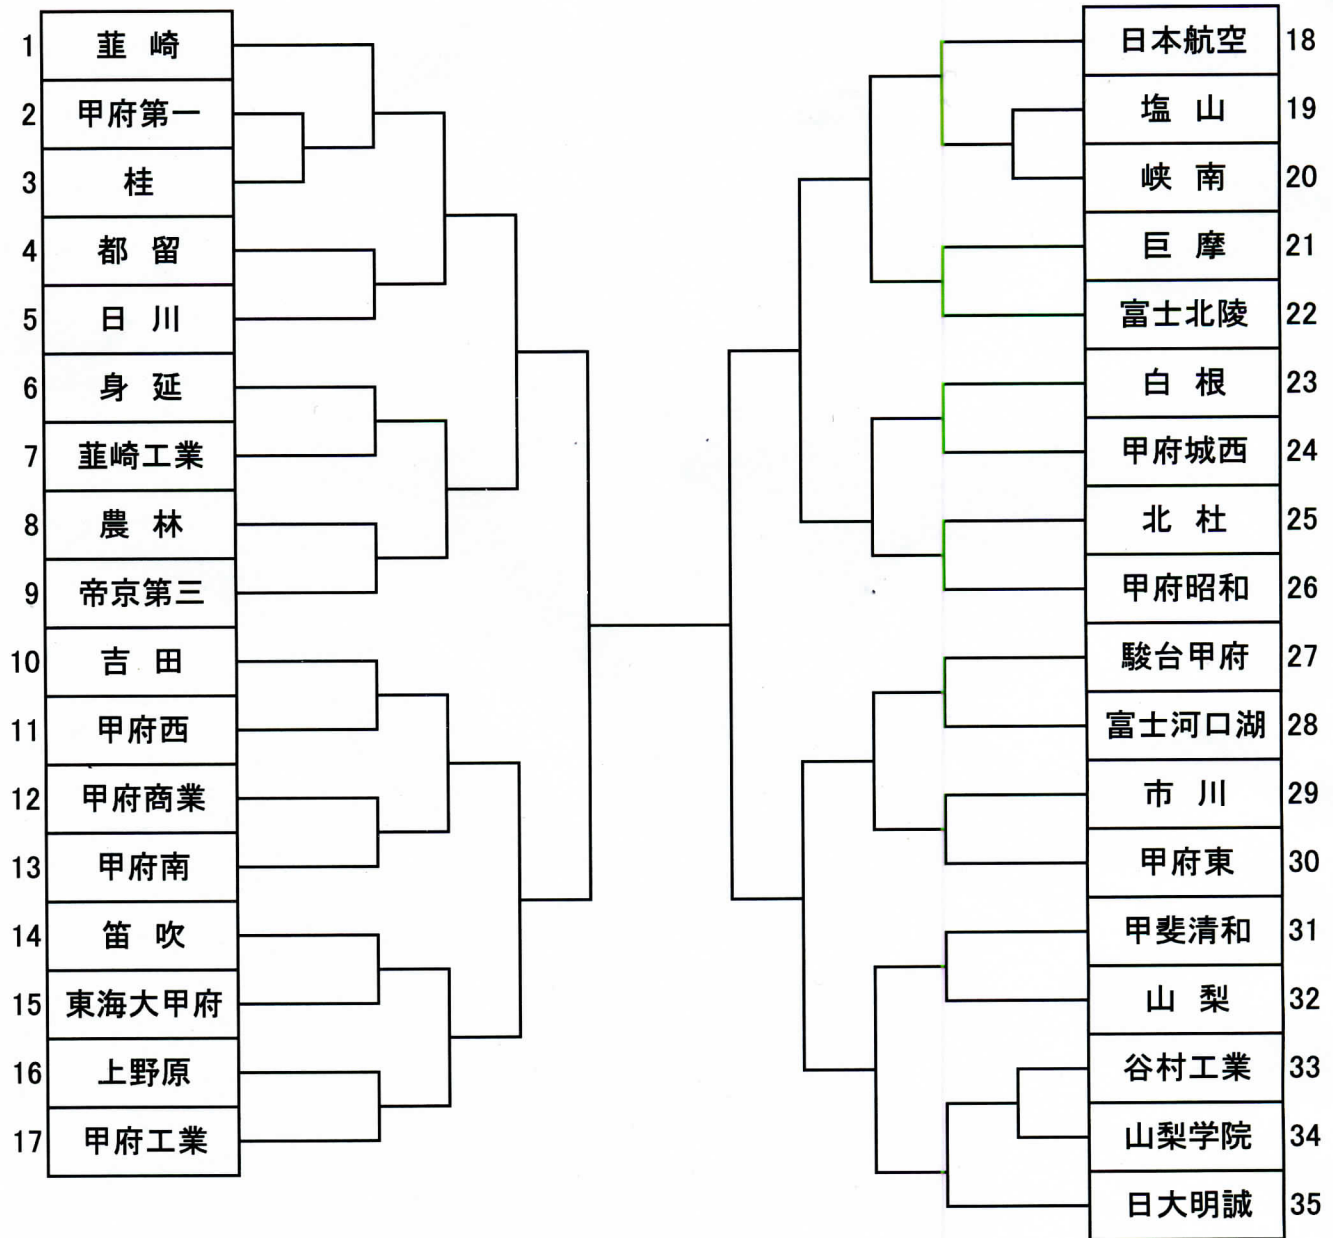 1 韮崎
2 甲府第一
3 桂
4 都留
5 日川
6 身延
7 韮崎工業
8 農林
9 帝京第三
10 吉田
11 甲府西
12 甲府商業
13 甲府南
14 笛吹
15 東海大甲府
16 上野原
17 甲府工業
日本航空 18
塩山 19
峡南 20
巨摩 21
富士北陵 22
白根 23
甲府城西 24
北杜 25
甲府昭和 26
駿台甲府 27
富士河口湖 28
市川 29
甲府東 30
甲斐清和 31
山梨 32
谷村工業 33
山梨学院 34
日大明誠 35